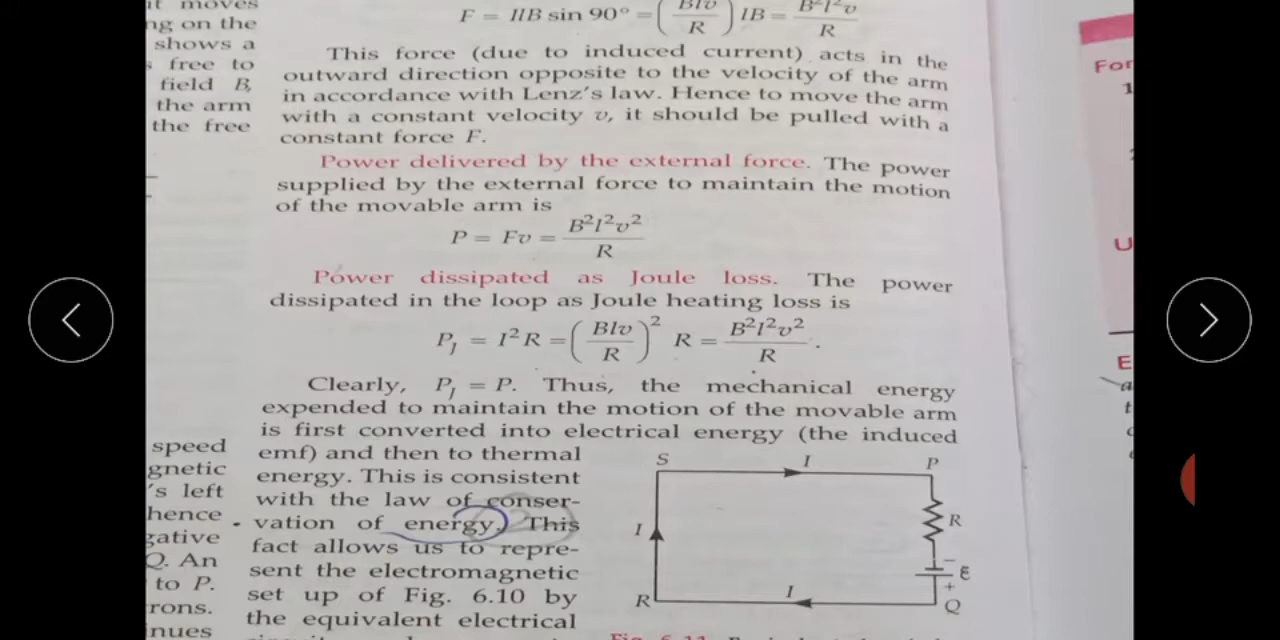 it moves
ng on the
shows a
free to
field B,
the arm
the free
speed
gnetic
's left
hence
gative
Q. An
to P.
rons.
nues
F = IlB sin 90° = (Blv/R) lB = B²l²v/R
This force (due to induced current) acts in the
outward direction opposite to the velocity of the arm
in accordance with Lenz's law. Hence to move the arm
with a constant velocity v, it should be pulled with a
constant force F.
Power delivered by the external force. The power
supplied by the external force to maintain the motion
of the movable arm is
P = Fv = B²l²v²/R
Power dissipated as Joule loss. The power
dissipated in the loop as Joule heating loss is
P_J = I²R = (Blv/R)² R = B²l²v²/R.
Clearly, P_J = P. Thus, the mechanical energy
expended to maintain the motion of the movable arm
is first converted into electrical energy (the induced
emf) and then to thermal
energy. This is consistent
with the law of conser-
vation of energy. This
fact allows us to repre-
sent the electromagnetic
set up of Fig. 6.10 by
the equivalent electrical
S I P
R
I
− ε
+
R I Q
For
1
U
E
a
t